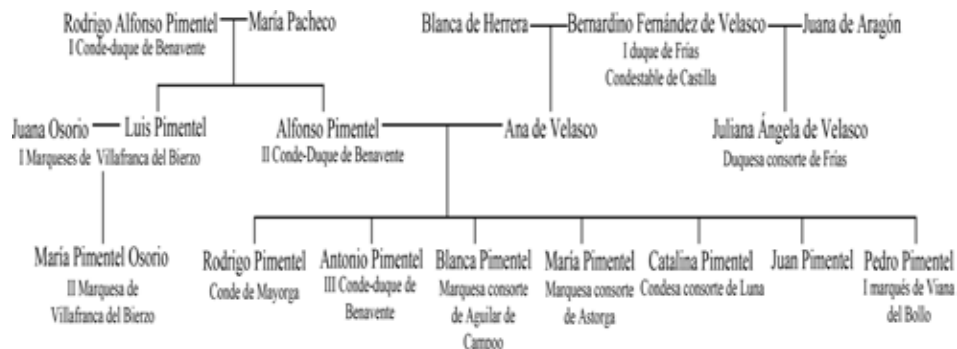 Rodrigo Alfonso Pimentel María Pacheco Blanca de Herrera Bernardino Fernández de Velasco Juana de Aragón
I Conde-duque de Benavente I duque de Frías
Condestable de Castilla
Juana Osorio Luis Pimentel Alfonso Pimentel Ana de Velasco Juliana Ángela de Velasco
I Marqueses de Villafranca del Bierzo II Conde-Duque de Benavente Duquesa consorte de Frías
María Pimentel Osorio Rodrigo Pimentel Antonio Pimentel Blanca Pimentel María Pimentel Catalina Pimentel Juan Pimentel Pedro Pimentel
II Marquesa de Conde de Mayorga III Conde-duque de Marquesa consorte Marquesa consorte Condesa consorte de Luna I marqués de Viana
Villafranca del Bierzo Benavente de Aguilar de de Astorga del Bollo
Campoo